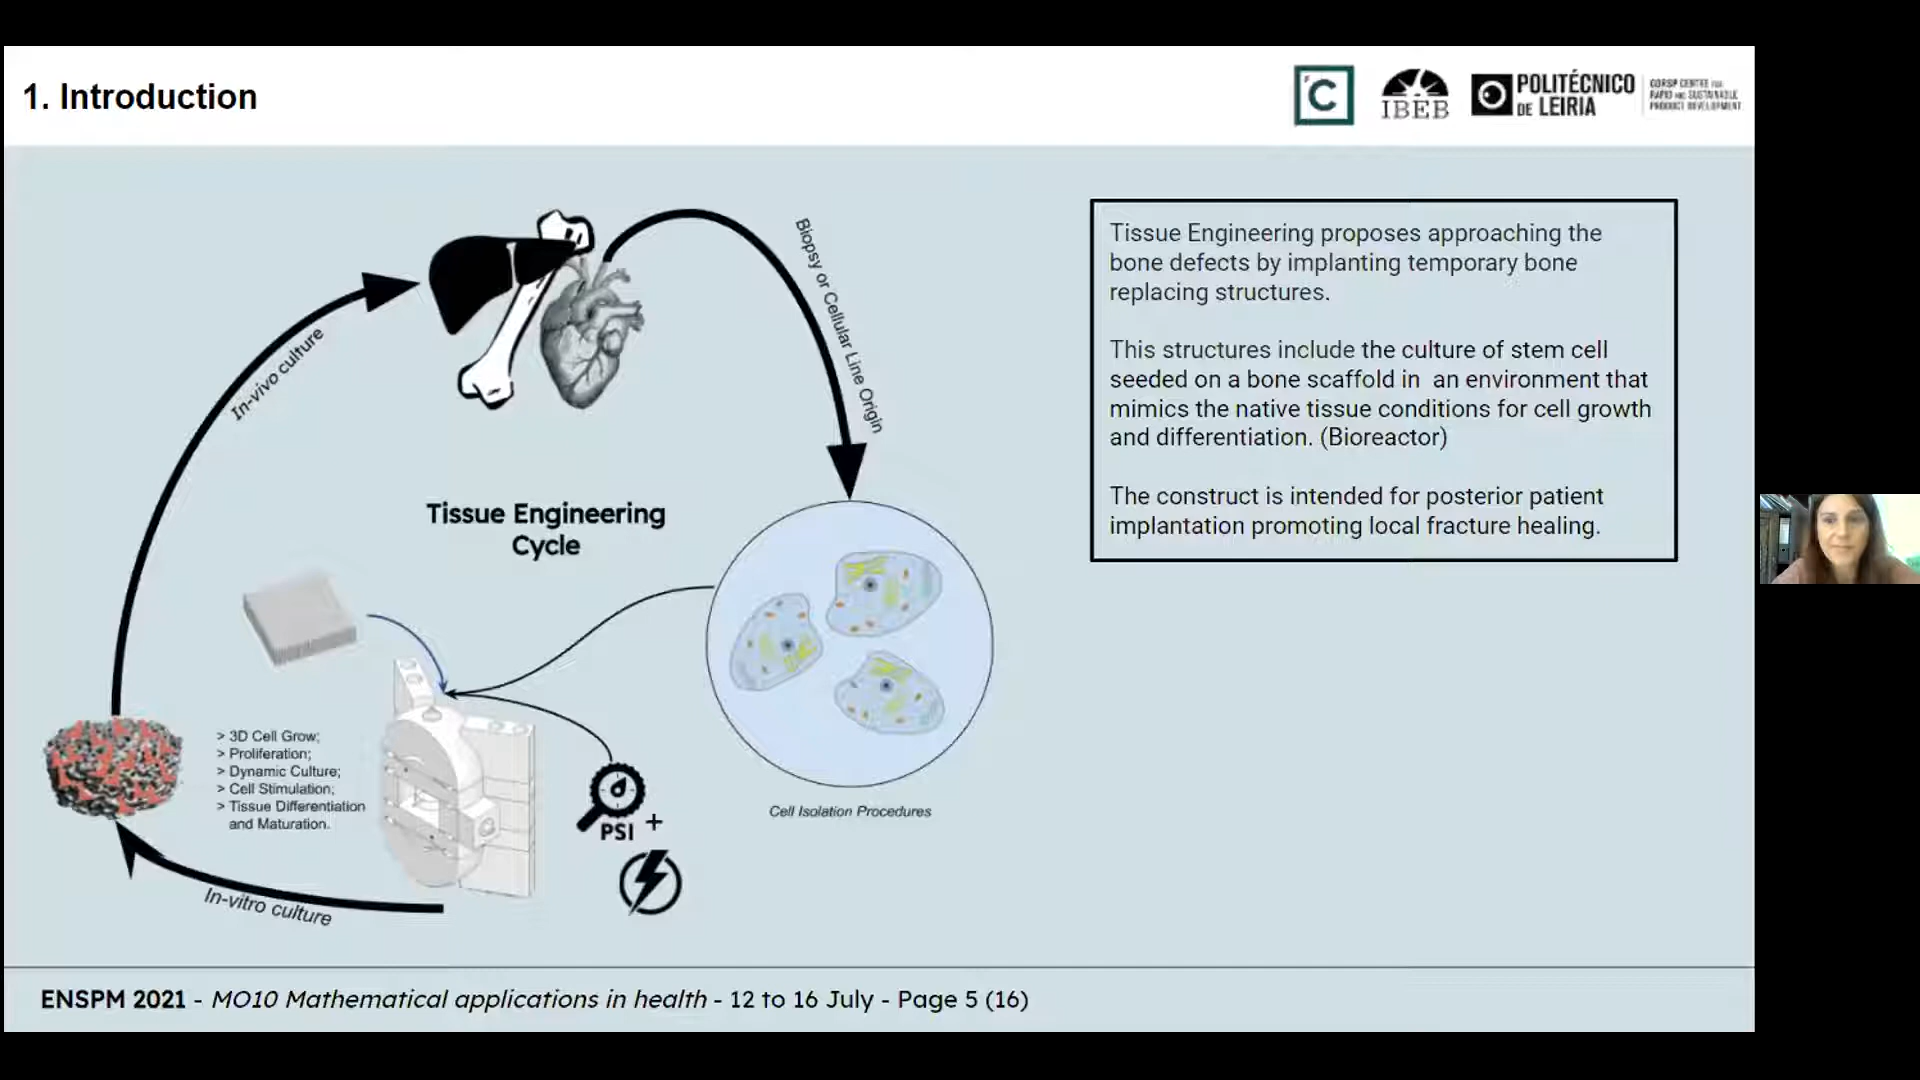 1. Introduction
C
IBEB
POLITÉCNICO
DE LEIRIA
CDRSP CENTRE FOR
RAPID AND SUSTAINABLE
PRODUCT DEVELOPMENT
In-vivo culture
Biopsy or Cellular Line Origin
Tissue Engineering
Cycle
> 3D Cell Grow;
> Proliferation;
> Dynamic Culture;
> Cell Stimulation;
> Tissue Differentiation
and Maturation.
PSI +
Cell Isolation Procedures
In-vitro culture
Tissue Engineering proposes approaching the
bone defects by implanting temporary bone
replacing structures.
This structures include the culture of stem cell
seeded on a bone scaffold in an environment that
mimics the native tissue conditions for cell growth
and differentiation. (Bioreactor)
The construct is intended for posterior patient
implantation promoting local fracture healing.
ENSPM 2021 - MO10 Mathematical applications in health - 12 to 16 July - Page 5 (16)